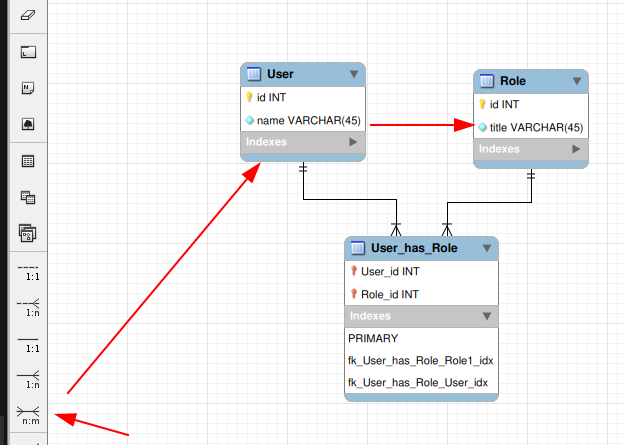 User
id INT
name VARCHAR(45)
Indexes
Role
id INT
title VARCHAR(45)
Indexes
User_has_Role
User_id INT
Role_id INT
Indexes
PRIMARY
fk_User_has_Role_Role1_idx
fk_User_has_Role_User_idx
1:1
1:n
1:1
1:n
n:m